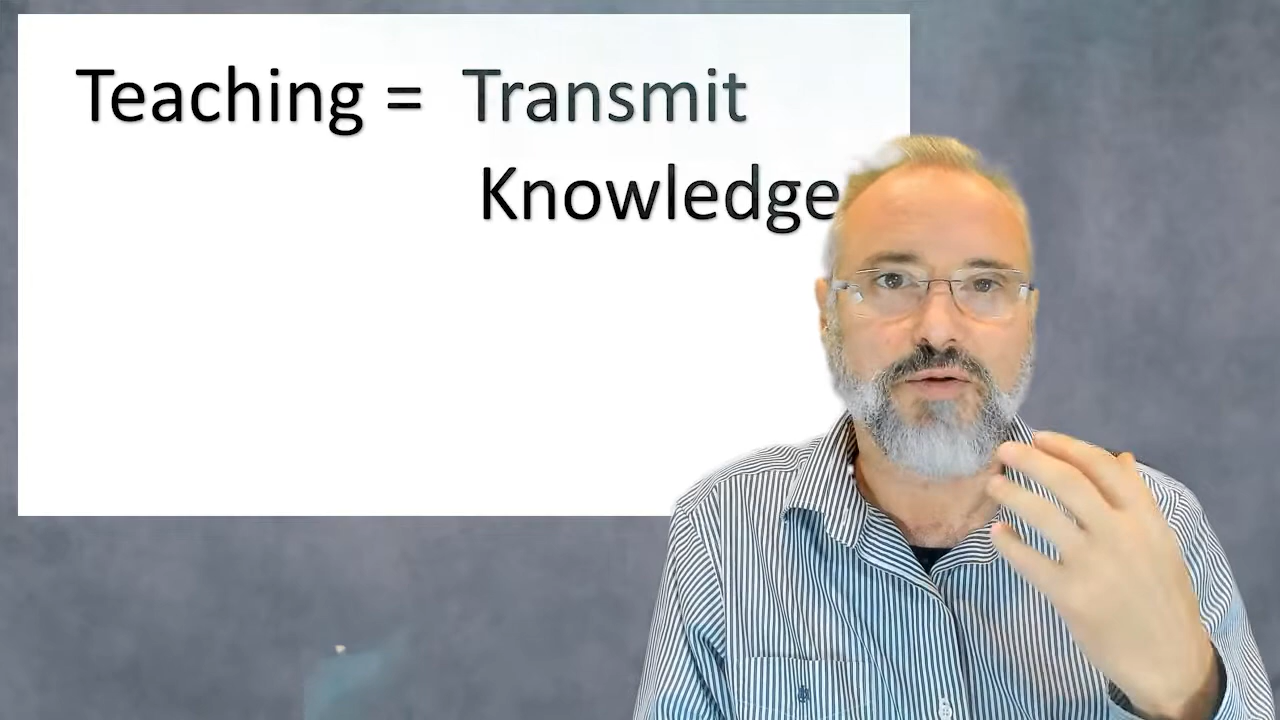 Teaching = Transmit
Knowledge